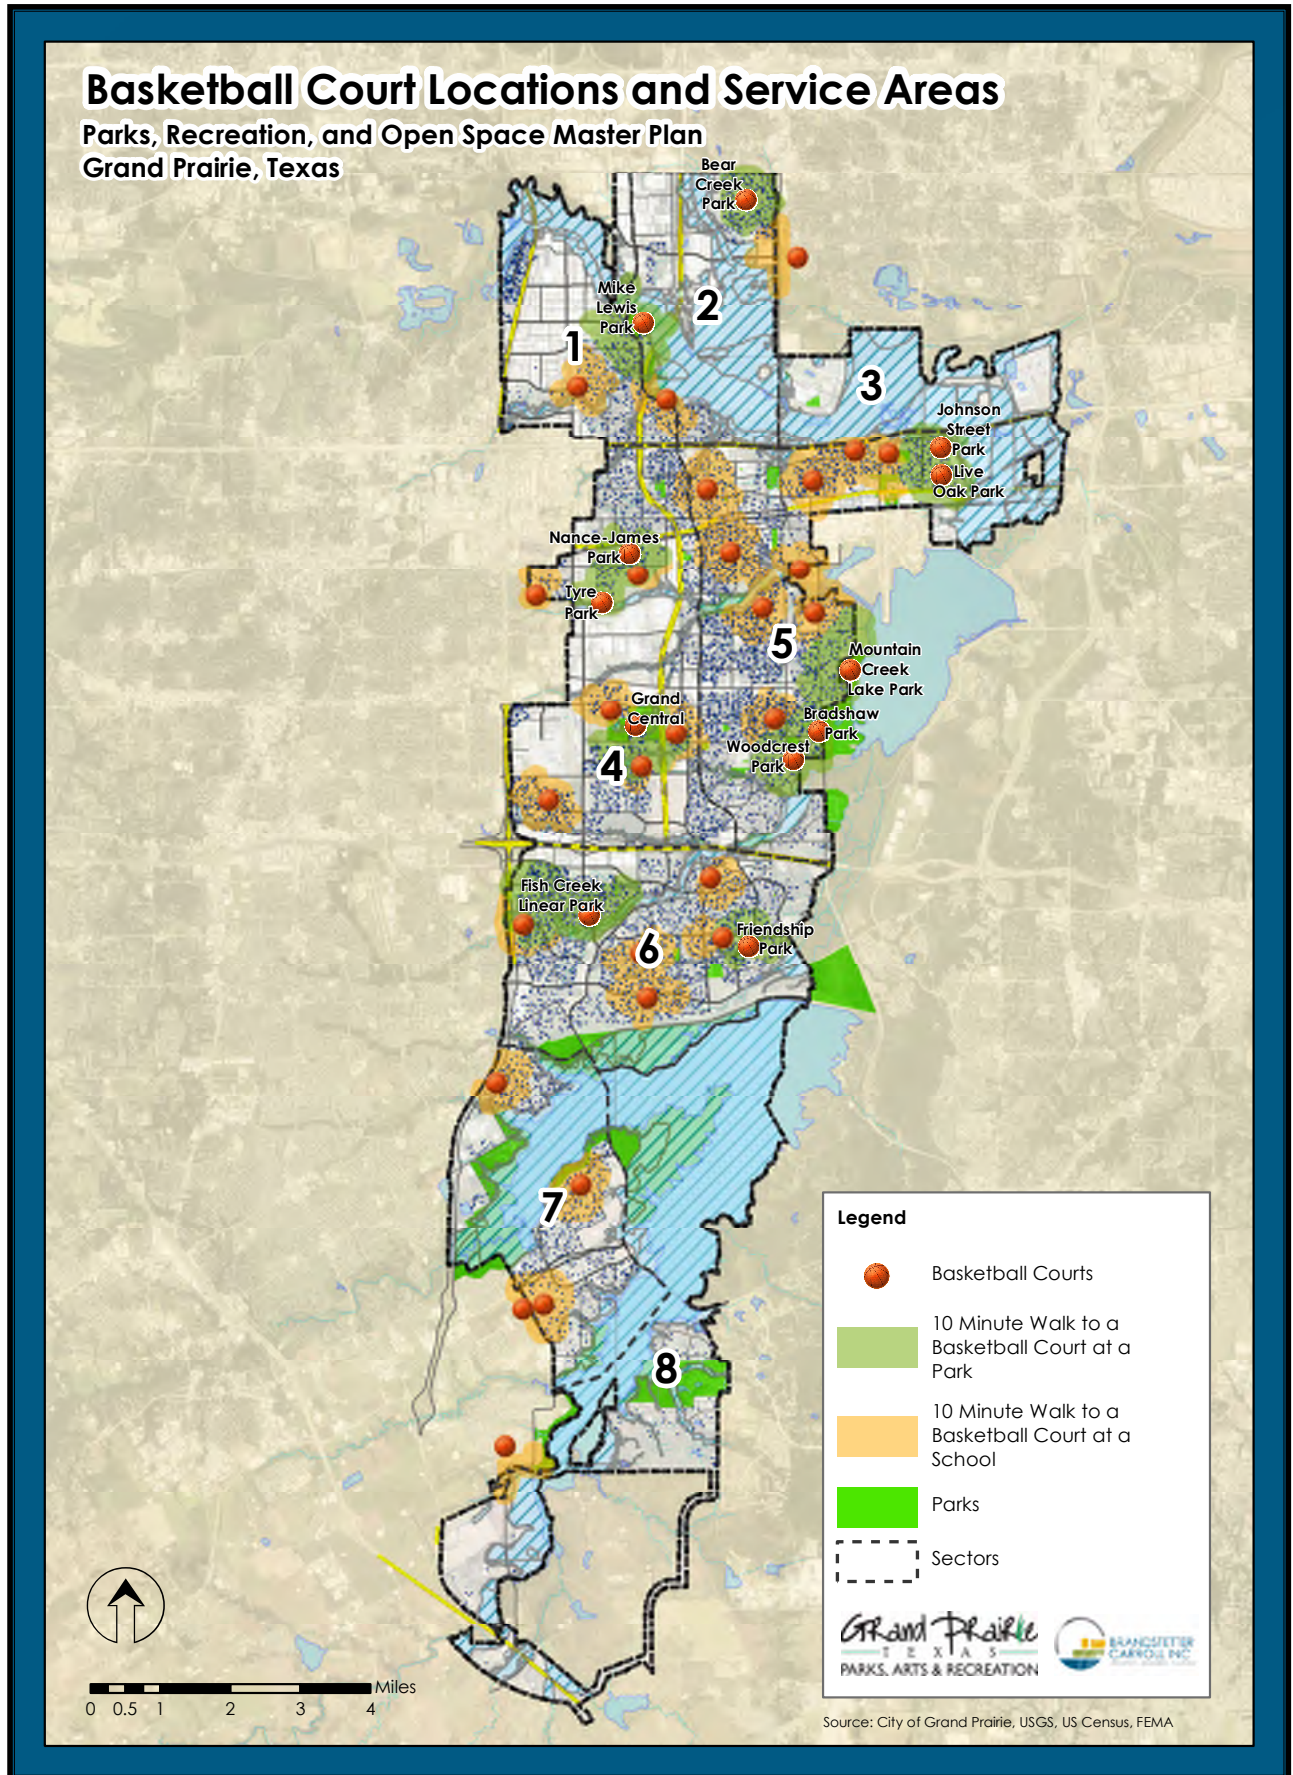 Basketball Court Locations and Service Areas
Parks, Recreation, and Open Space Master Plan
Grand Prairie, Texas
Bear
Creek
Park
Mike
Lewis
Park
2
1
3
Johnson
Street
Park
Live
Oak Park
Nance-James
Park
Tyre
Park
5
Mountain
Creek
Lake Park
Grand
Central
Bradshaw
Park
Woodcrest
Park
4
Fish Creek
Linear Park
Friendship
Park
6
7
8
Legend
Basketball Courts
10 Minute Walk to a
Basketball Court at a
Park
10 Minute Walk to a
Basketball Court at a
School
Parks
Sectors
Grand Prairie
TEXAS
PARKS, ARTS & RECREATION
BRANDSTETTER
CARROLL INC
Miles
0 0.5 1 2 3 4
Source: City of Grand Prairie, USGS, US Census, FEMA